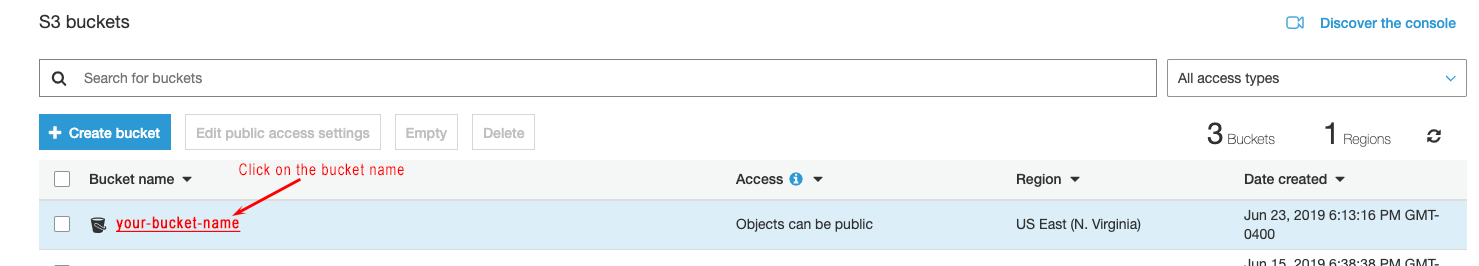 S3 buckets
Discover the console
Search for buckets
All access types
Create bucket
Edit public access settings
Empty
Delete
3 Buckets
1 Regions
Click on the bucket name
Bucket name
Access
Region
Date created
your-bucket-name
Objects can be public
US East (N. Virginia)
Jun 23, 2019 6:13:16 PM GMT-
0400
Jun 15, 2019 6:38:38 PM GMT-